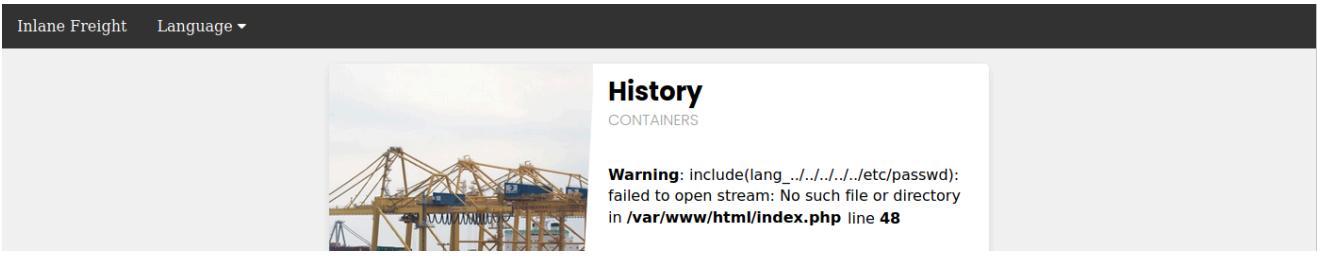 Inlane Freight Language
History
CONTAINERS
Warning: include(lang_../../../../../etc/passwd):
failed to open stream: No such file or directory
in /var/www/html/index.php line 48